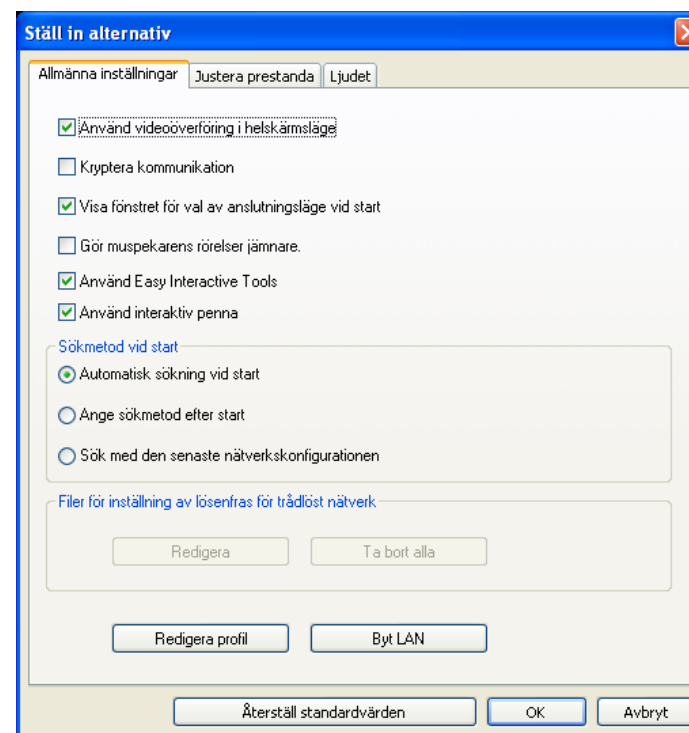 Ställ in alternativ
Allmänna inställningar Justera prestanda Ljudet
Använd videoöverföring i helskärmsläge
Kryptera kommunikation
Visa fönstret för val av anslutningsläge vid start
Gör muspekarens rörelser jämnare.
Använd Easy Interactive Tools
Använd interaktiv penna
Sökmetod vid start
Automatisk sökning vid start
Ange sökmetod efter start
Sök med den senaste nätverkskonfigurationen
Filer för inställning av lösenfras för trådlöst nätverk
Redigera Ta bort alla
Redigera profil Byt LAN
Återställ standardvärden OK Avbryt